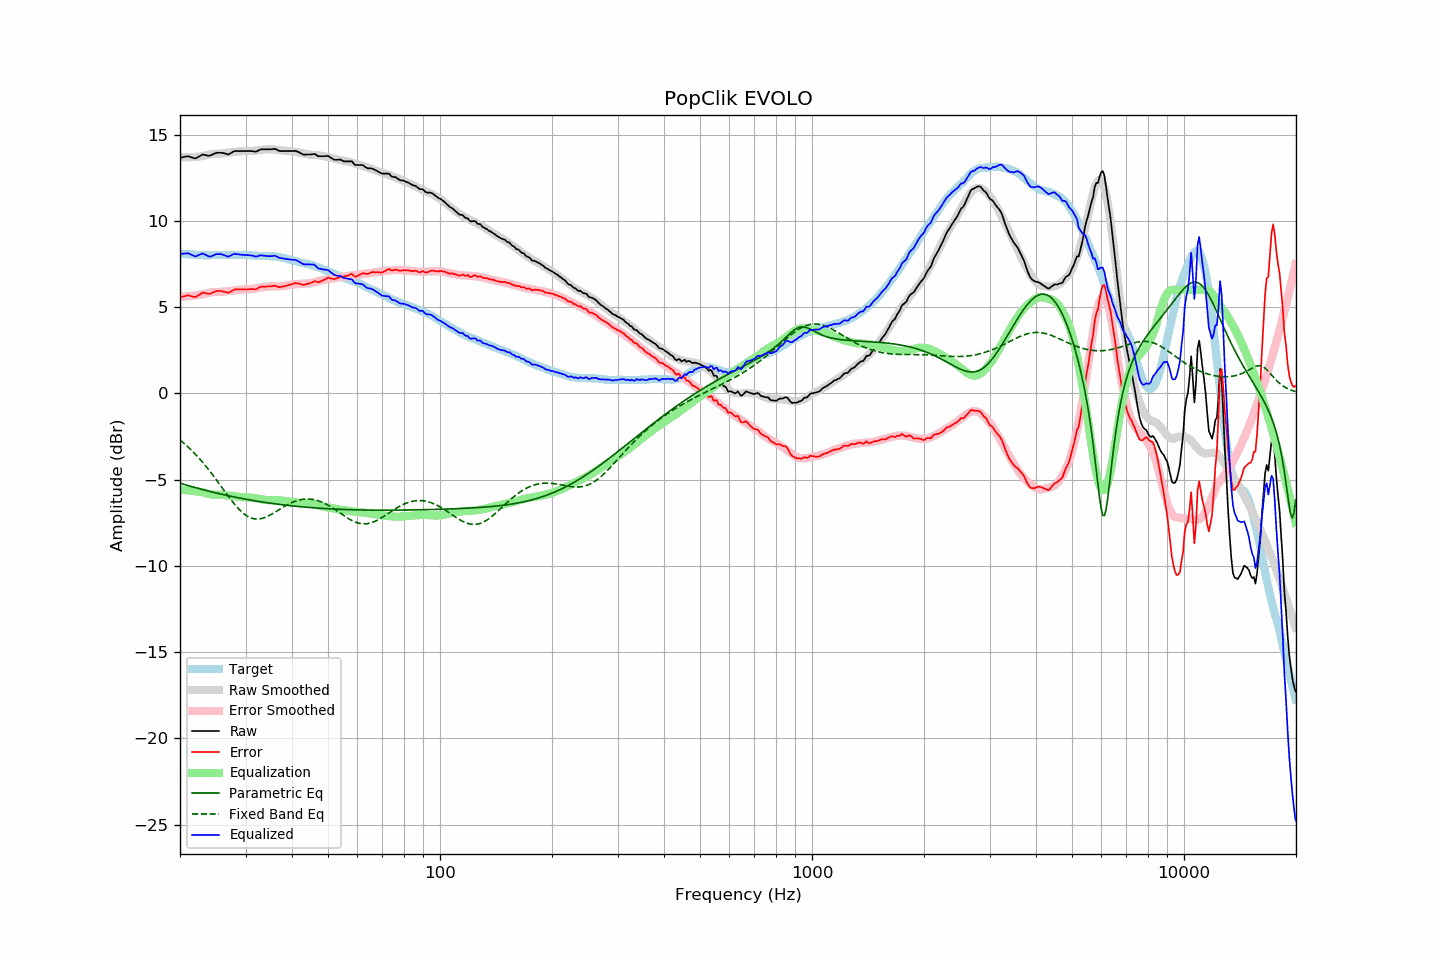 PopClik EVOLO
Amplitude (dBr)
15
10
5
0
−5
−10
−15
−20
−25
Target
Raw Smoothed
Error Smoothed
Raw
Error
Equalization
Parametric Eq
Fixed Band Eq
Equalized
100
1000
10000
Frequency (Hz)